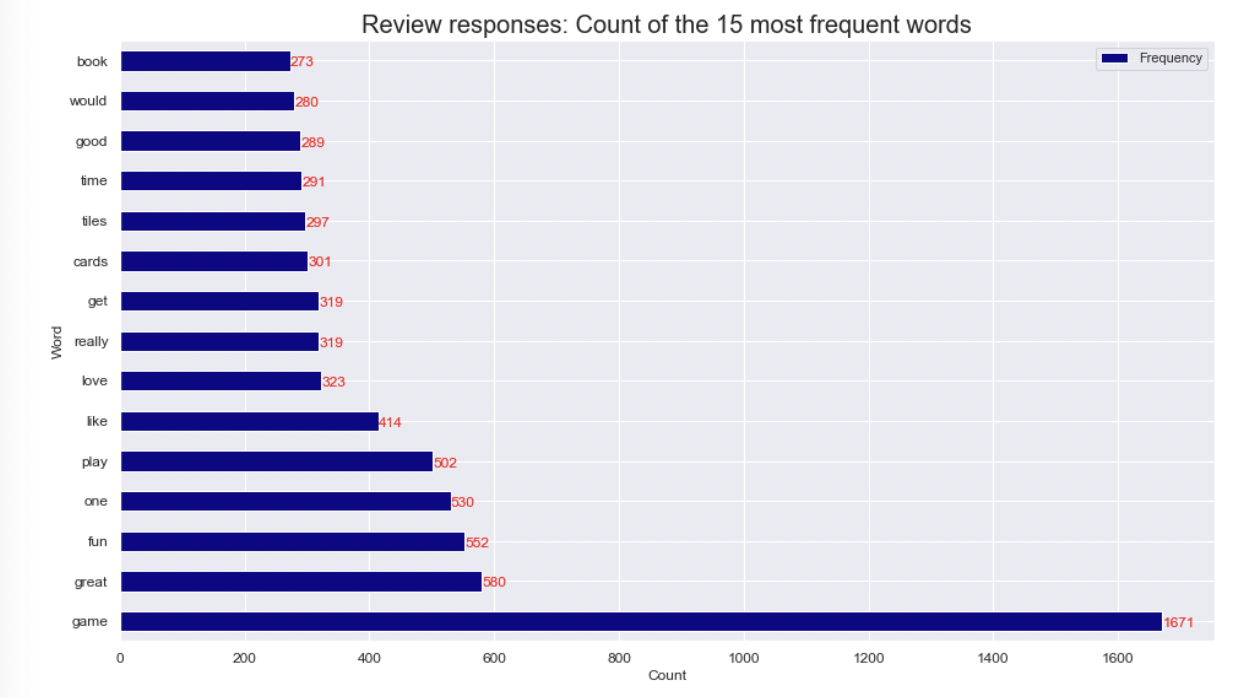 Review responses: Count of the 15 most frequent words
Frequency
book 273
would 280
good 289
time 291
tiles 297
cards 301
get 319
really 319
love 323
like 414
play 502
one 530
fun 552
great 580
game 1671
Word
0 200 400 600 800 1000 1200 1400 1600
Count